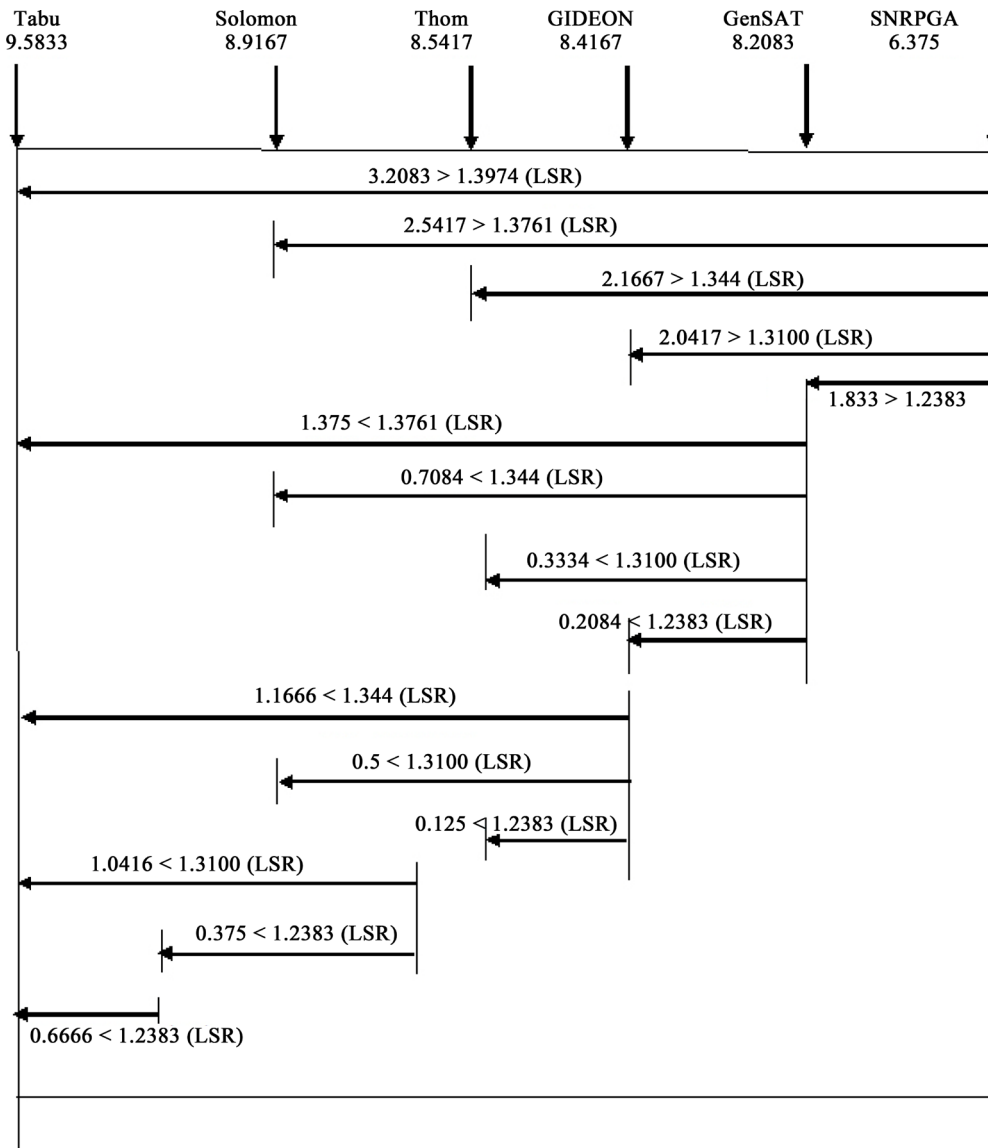 Tabu Solomon Thom GIDEON GenSAT SNRPGA
9.5833 8.9167 8.5417 8.4167 8.2083 6.375
3.2083 > 1.3974 (LSR)
2.5417 > 1.3761 (LSR)
2.1667 > 1.344 (LSR)
2.0417 > 1.3100 (LSR)
1.833 > 1.2383
1.375 < 1.3761 (LSR)
0.7084 < 1.344 (LSR)
0.3334 < 1.3100 (LSR)
0.2084 < 1.2383 (LSR)
1.1666 < 1.344 (LSR)
0.5 < 1.3100 (LSR)
0.125 < 1.2383 (LSR)
1.0416 < 1.3100 (LSR)
0.375 < 1.2383 (LSR)
0.6666 < 1.2383 (LSR)